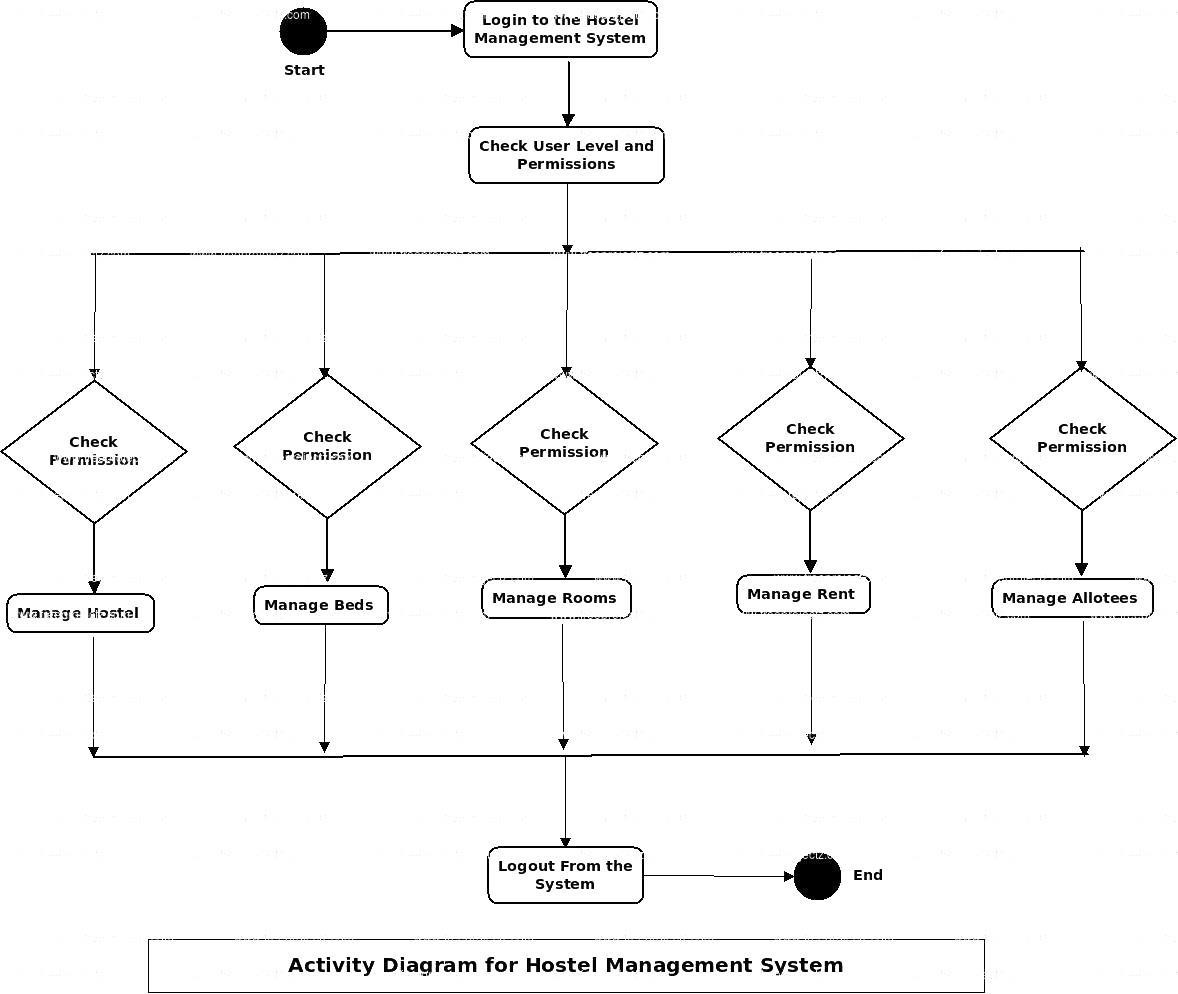 .com
Login to the Hostel
Management System
Start
Check User Level and
Permissions
Check
Permission
Check
Permission
Check
Permission
Check
Permission
Check
Permission
Manage Hostel
Manage Beds
Manage Rooms
Manage Rent
Manage Allotees
Logout From the
System
End
Activity Diagram for Hostel Management System